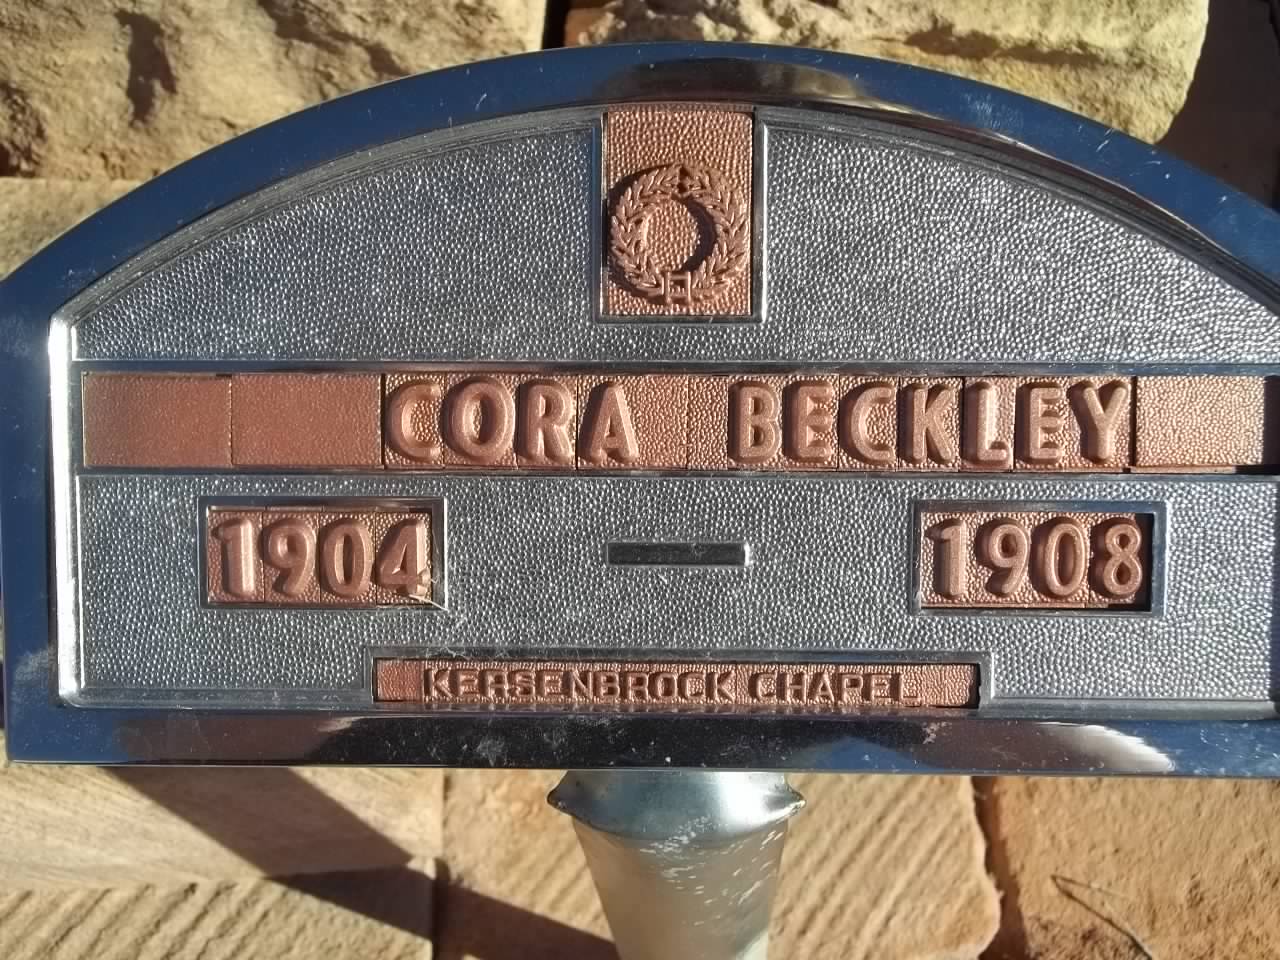 CORA BECKLEY
1904 — 1908
KERSENBROCK CHAPEL